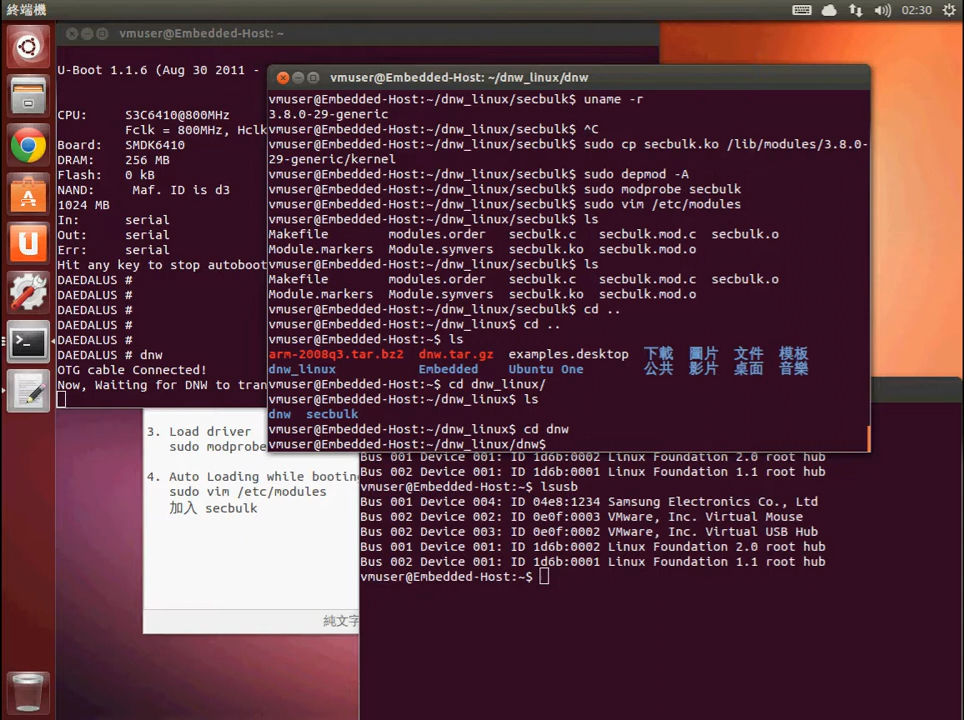 終端機
02:30
vmuser@Embedded-Host: ~
U-Boot 1.1.6 (Aug 30 2011 -
CPU: S3C6410@800MHz
Fclk = 800MHz, Hclk
Board: SMDK6410
DRAM: 256 MB
Flash: 0 kB
NAND: Maf. ID is d3
1024 MB
In: serial
Out: serial
Err: serial
Hit any key to stop autoboot
DAEDALUS #
DAEDALUS #
DAEDALUS #
DAEDALUS #
DAEDALUS #
DAEDALUS # dnw
OTG cable Connected!
Now, Waiting for DNW to tran
vmuser@Embedded-Host: ~/dnw_linux/dnw
vmuser@Embedded-Host:~/dnw_linux/secbulk$ uname -r
3.8.0-29-generic
vmuser@Embedded-Host:~/dnw_linux/secbulk$ ^C
vmuser@Embedded-Host:~/dnw_linux/secbulk$ sudo cp secbulk.ko /lib/modules/3.8.0-
29-generic/kernel
vmuser@Embedded-Host:~/dnw_linux/secbulk$ sudo depmod -A
vmuser@Embedded-Host:~/dnw_linux/secbulk$ sudo modprobe secbulk
vmuser@Embedded-Host:~/dnw_linux/secbulk$ sudo vim /etc/modules
vmuser@Embedded-Host:~/dnw_linux/secbulk$ ls
Makefile modules.order secbulk.c secbulk.mod.c secbulk.o
Module.markers Module.symvers secbulk.ko secbulk.mod.o
vmuser@Embedded-Host:~/dnw_linux/secbulk$ ls
Makefile modules.order secbulk.c secbulk.mod.c secbulk.o
Module.markers Module.symvers secbulk.ko secbulk.mod.o
vmuser@Embedded-Host:~/dnw_linux/secbulk$ cd ..
vmuser@Embedded-Host:~/dnw_linux$ cd ..
vmuser@Embedded-Host:~$ ls
arm-2008q3.tar.bz2 dnw.tar.gz examples.desktop 下載 圖片 文件 模板
dnw_linux Embedded Ubuntu One 公共 影片 桌面 音樂
vmuser@Embedded-Host:~$ cd dnw_linux/
vmuser@Embedded-Host:~/dnw_linux$ ls
dnw secbulk
vmuser@Embedded-Host:~/dnw_linux$ cd dnw
vmuser@Embedded-Host:~/dnw_linux/dnw$
3. Load driver
sudo modprobe
4. Auto Loading while booting
sudo vim /etc/modules
加入 secbulk
純文字
Bus 001 Device 001: ID 1d6b:0002 Linux Foundation 2.0 root hub
Bus 002 Device 001: ID 1d6b:0001 Linux Foundation 1.1 root hub
vmuser@Embedded-Host:~$ lsusb
Bus 001 Device 004: ID 04e8:1234 Samsung Electronics Co., Ltd
Bus 002 Device 002: ID 0e0f:0003 VMware, Inc. Virtual Mouse
Bus 002 Device 003: ID 0e0f:0002 VMware, Inc. Virtual USB Hub
Bus 001 Device 001: ID 1d6b:0002 Linux Foundation 2.0 root hub
Bus 002 Device 001: ID 1d6b:0001 Linux Foundation 1.1 root hub
vmuser@Embedded-Host:~$